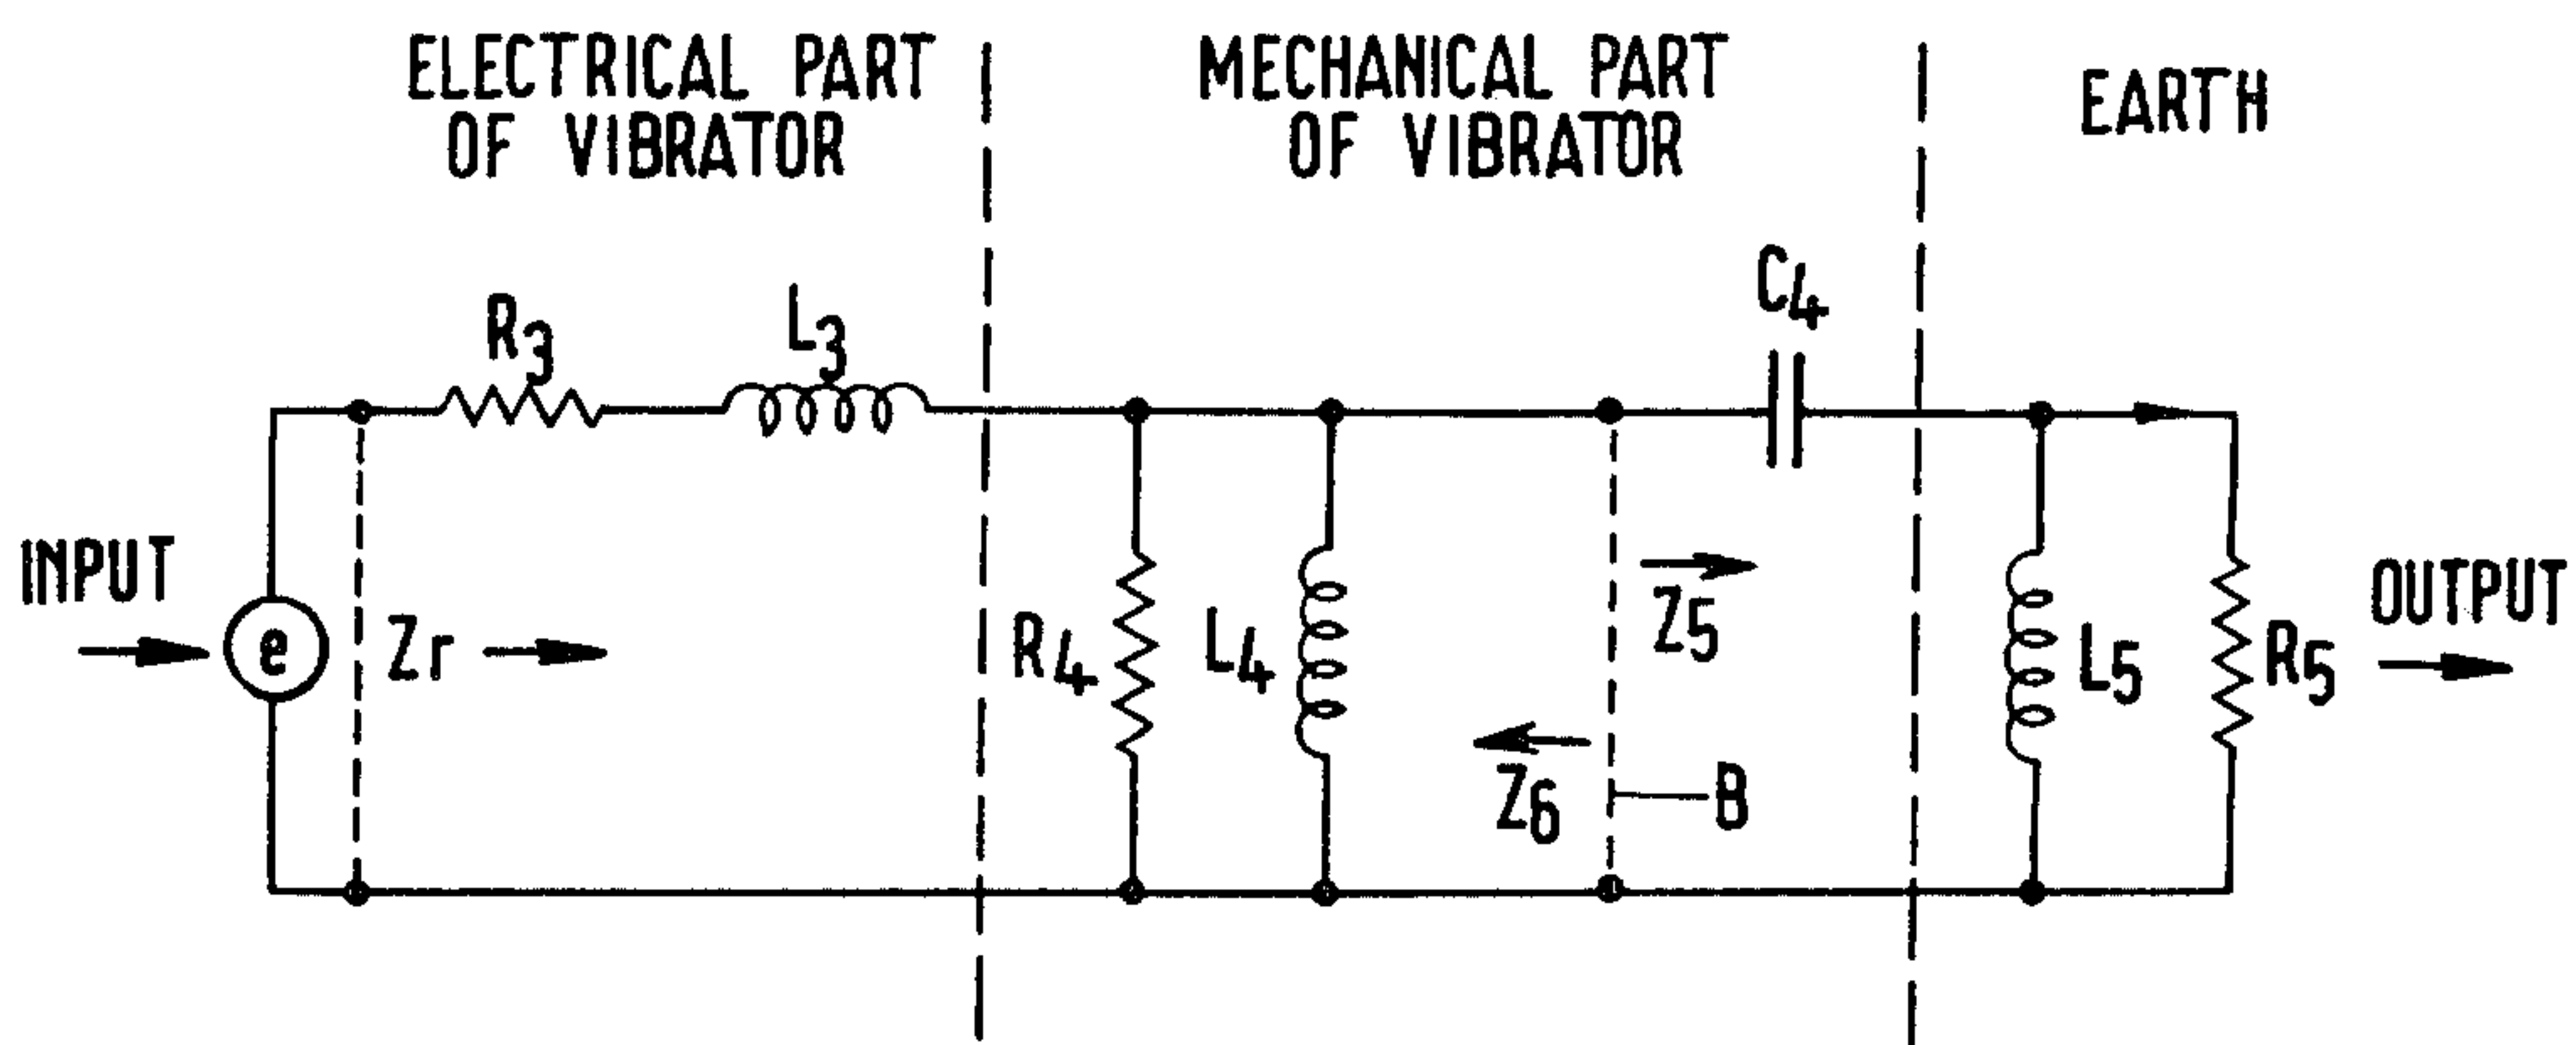 ELECTRICAL PART
OF VIBRATOR
MECHANICAL PART
OF VIBRATOR
EARTH
R3
L3
C4
INPUT
e
Zr
R4
L4
Z5
Z6
B
L5
R5
OUTPUT